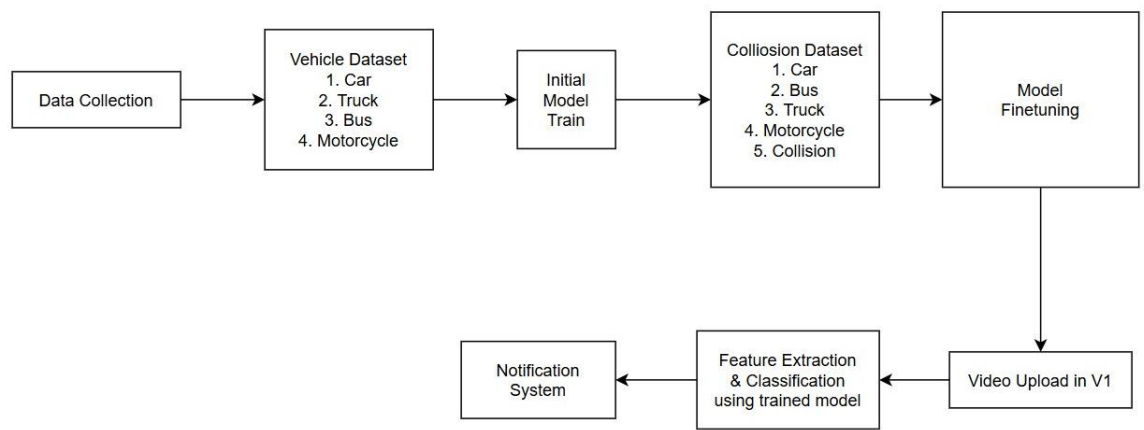 Data Collection
Vehicle Dataset
1. Car
2. Truck
3. Bus
4. Motorcycle
Initial
Model
Train
Colliosion Dataset
1. Car
2. Bus
3. Truck
4. Motorcycle
5. Collision
Model
Finetuning
Video Upload in V1
Feature Extraction
& Classification
using trained model
Notification
System